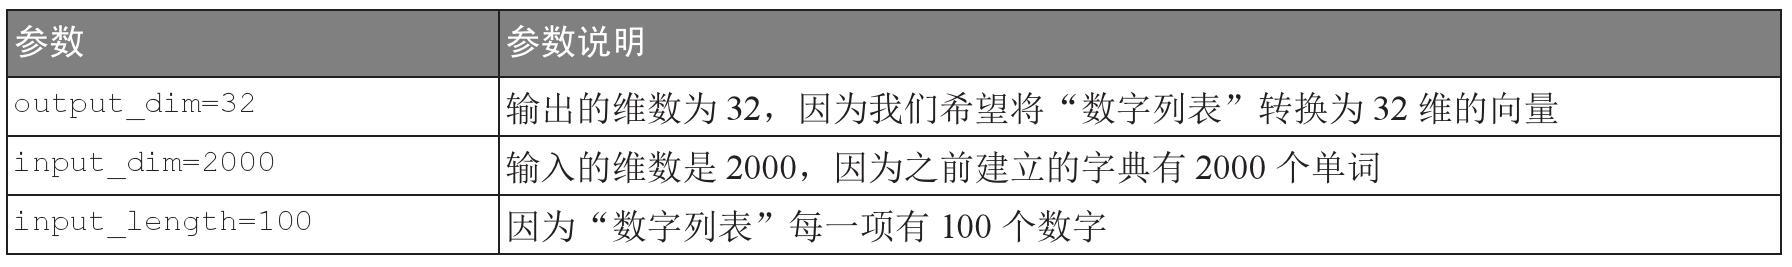 参数 参数说明
output_dim=32 输出的维数为 32，因为我们希望将“数字列表”转换为 32 维的向量
input_dim=2000 输入的维数是 2000，因为之前建立的字典有 2000 个单词
input_length=100 因为“数字列表”每一项有 100 个数字